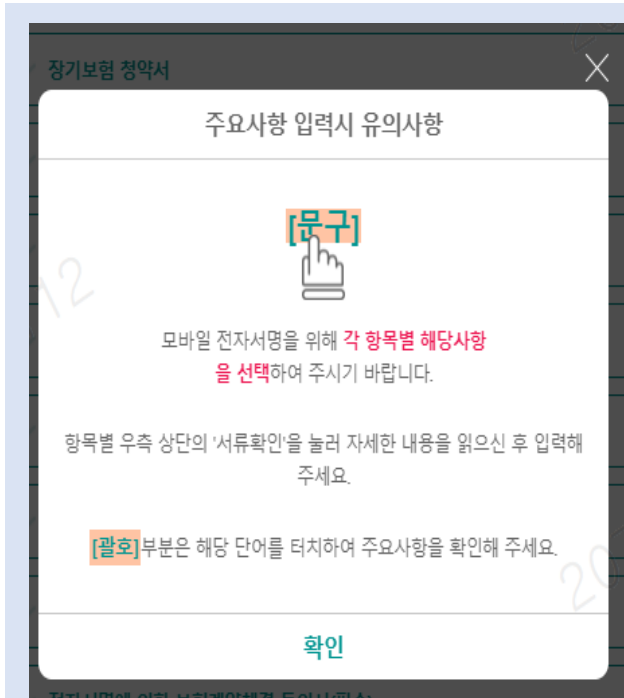 장기보험 청약서
주요사항 입력시 유의사항
[문구]
모바일 전자서명을 위해 각 항목별 해당사항
을 선택하여 주시기 바랍니다.
항목별 우측 상단의 '서류확인'을 눌러 자세한 내용을 읽으신 후 입력해
주세요.
[괄호]부분은 해당 단어를 터치하여 주요사항을 확인해 주세요.
확인